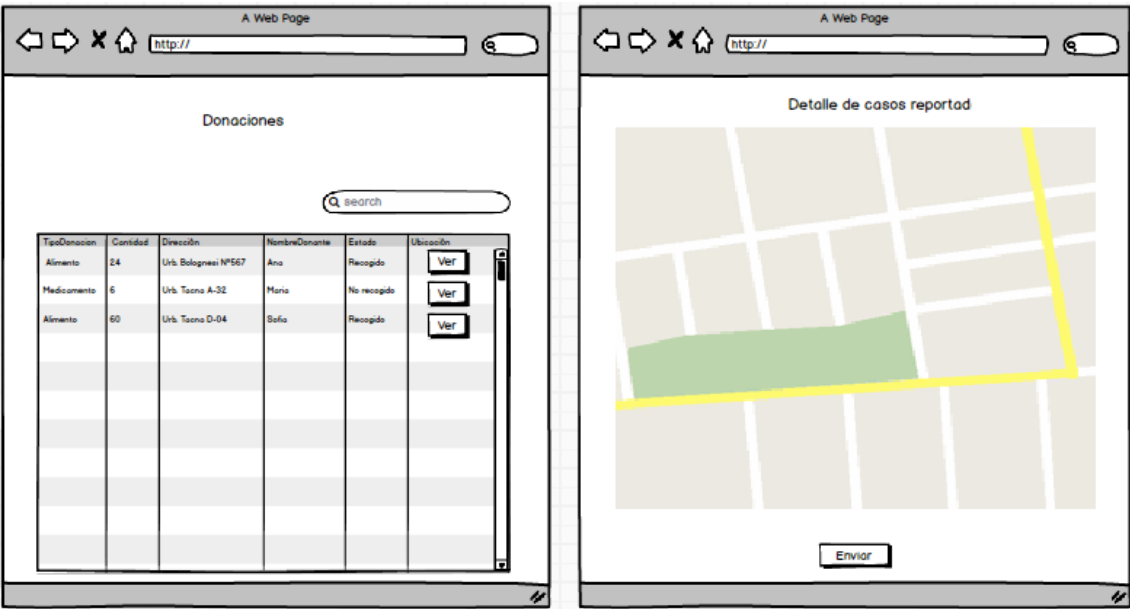 A Web Page
http://
Donaciones
search
TipoDonacion Cantidad Dirección NombreDonante Estado Ubicación
Alimento 24 Urb. Bolognesi N°567 Ana Recogido Ver
Medicamento 6 Urb. Tacna A-32 Maria No recogido Ver
Alimento 60 Urb. Tacna D-04 Sofia Recogido Ver
A Web Page
http://
Detalle de casos reportad
Enviar